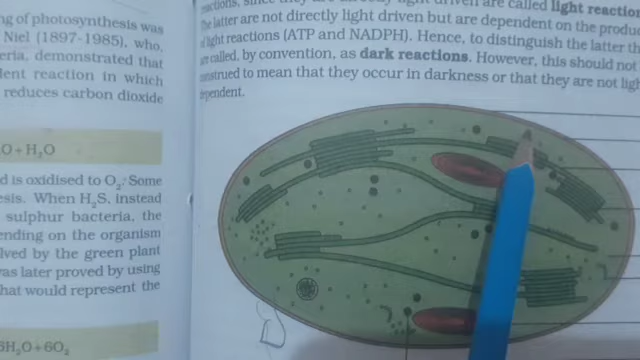 ng of photosynthesis was
Niel (1897-1985), who,
eria, demonstrated that
dent reaction in which
reduces carbon dioxide
O+H₂O
d is oxidised to O₂. Some
esis. When H₂S, instead
sulphur bacteria, the
ending on the organism
lved by the green plant
was later proved by using
hat would represent the
6H₂O+6O₂
light driven are called light reaction
The latter are not directly light driven but are dependent on the produ
light reactions (ATP and NADPH). Hence, to distinguish the latter th
are called, by convention, as dark reactions. However, this should not
construed to mean that they occur in darkness or that they are not ligh
dependent.